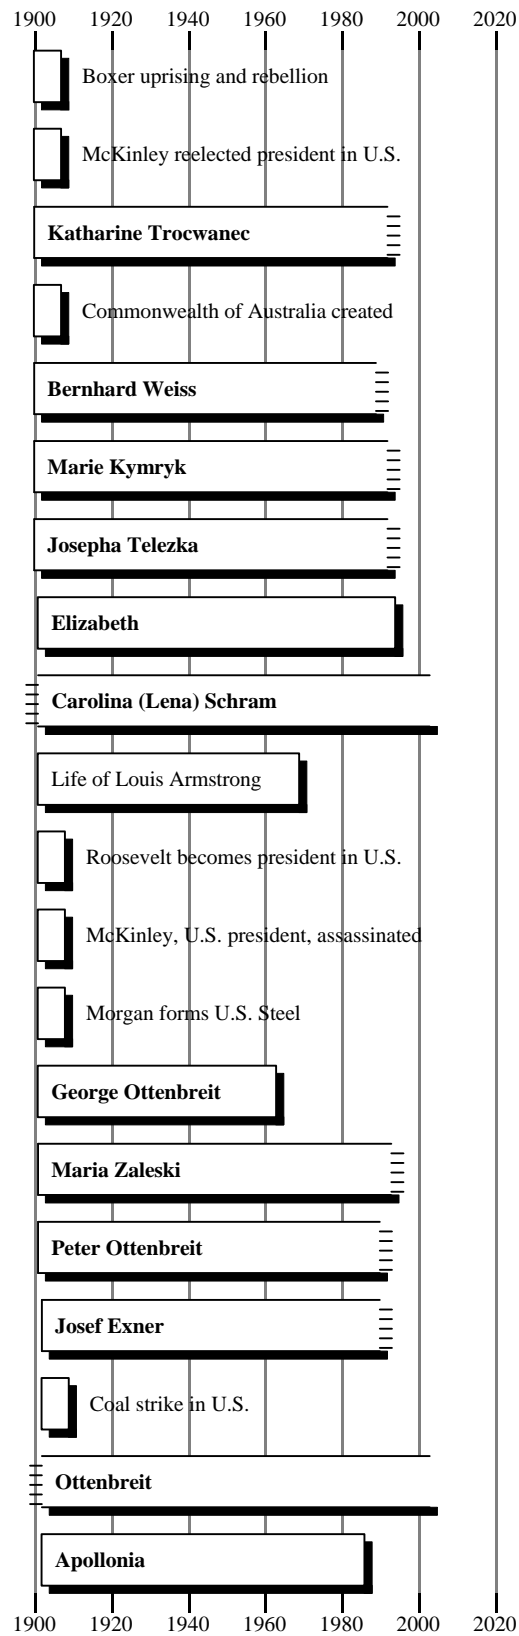 1900 1920 1940 1960 1980 2000 2020
Boxer uprising and rebellion
McKinley reelected president in U.S.
Katharine Trocwanec
Commonwealth of Australia created
Bernhard Weiss
Marie Kymryk
Josepha Telezka
Elizabeth
Carolina (Lena) Schram
Life of Louis Armstrong
Roosevelt becomes president in U.S.
McKinley, U.S. president, assassinated
Morgan forms U.S. Steel
George Ottenbreit
Maria Zaleski
Peter Ottenbreit
Josef Exner
Coal strike in U.S.
Ottenbreit
Apollonia
1900 1920 1940 1960 1980 2000 2020